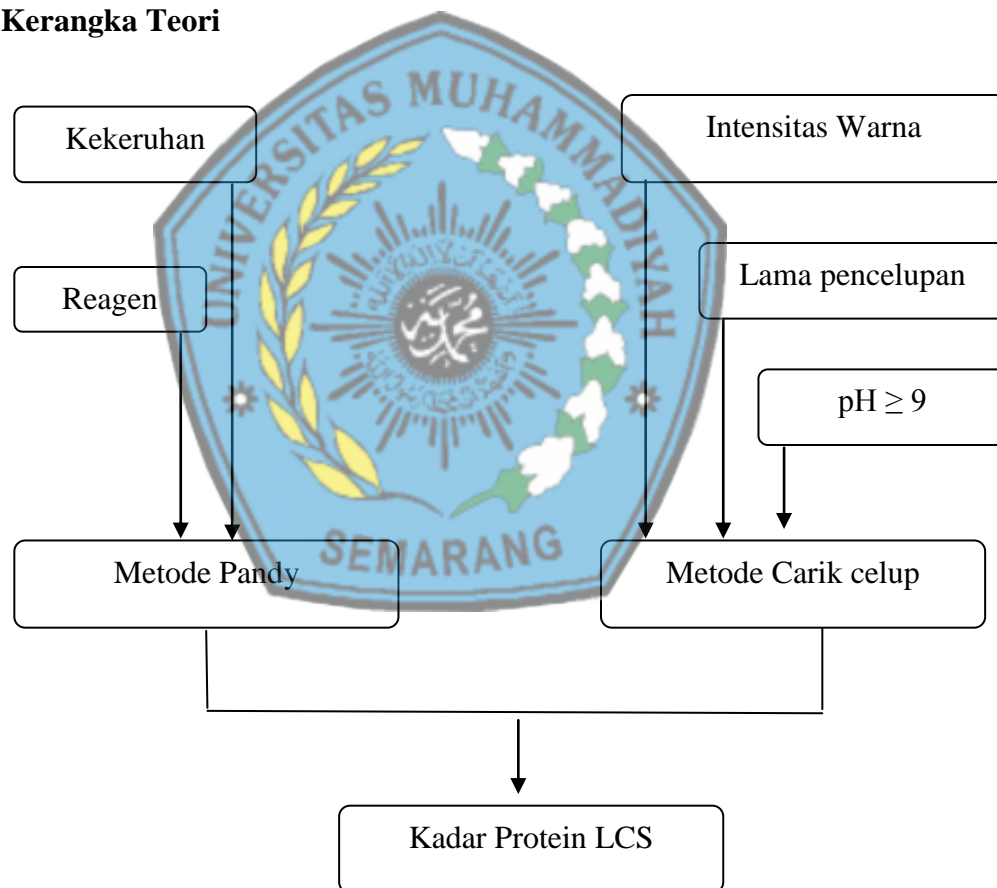 Kerangka Teori
UNIVERSITAS MUHAMMADIYAH
SEMARANG
Kekeruhan
Intensitas Warna
Reagen
Lama pencelupan
pH ≥ 9
Metode Pandy
Metode Carik celup
Kadar Protein LCS